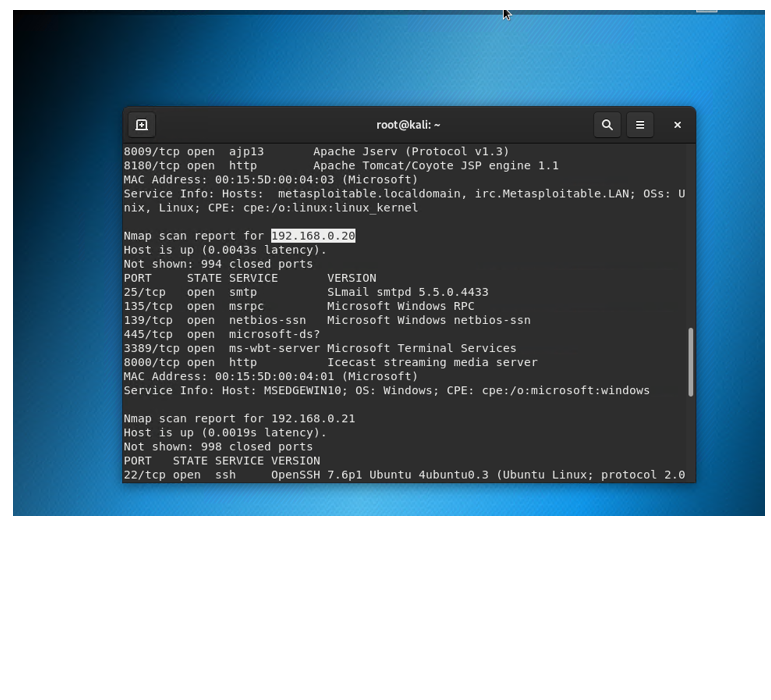 root@kali: ~
8009/tcp open  ajp13       Apache Jserv (Protocol v1.3)
8180/tcp open  http        Apache Tomcat/Coyote JSP engine 1.1
MAC Address: 00:15:5D:00:04:03 (Microsoft)
Service Info: Hosts:  metasploitable.localdomain, irc.Metasploitable.LAN; OSs: U
nix, Linux; CPE: cpe:/o:linux:linux_kernel
Nmap scan report for 192.168.0.20
Host is up (0.0043s latency).
Not shown: 994 closed ports
PORT     STATE SERVICE       VERSION
25/tcp   open  smtp          SLmail smtpd 5.5.0.4433
135/tcp  open  msrpc         Microsoft Windows RPC
139/tcp  open  netbios-ssn   Microsoft Windows netbios-ssn
445/tcp  open  microsoft-ds?
3389/tcp open  ms-wbt-server Microsoft Terminal Services
8000/tcp open  http          Icecast streaming media server
MAC Address: 00:15:5D:00:04:01 (Microsoft)
Service Info: Host: MSEDGEWIN10; OS: Windows; CPE: cpe:/o:microsoft:windows
Nmap scan report for 192.168.0.21
Host is up (0.0019s latency).
Not shown: 998 closed ports
PORT   STATE SERVICE VERSION
22/tcp open  ssh     OpenSSH 7.6p1 Ubuntu 4ubuntu0.3 (Ubuntu Linux; protocol 2.0